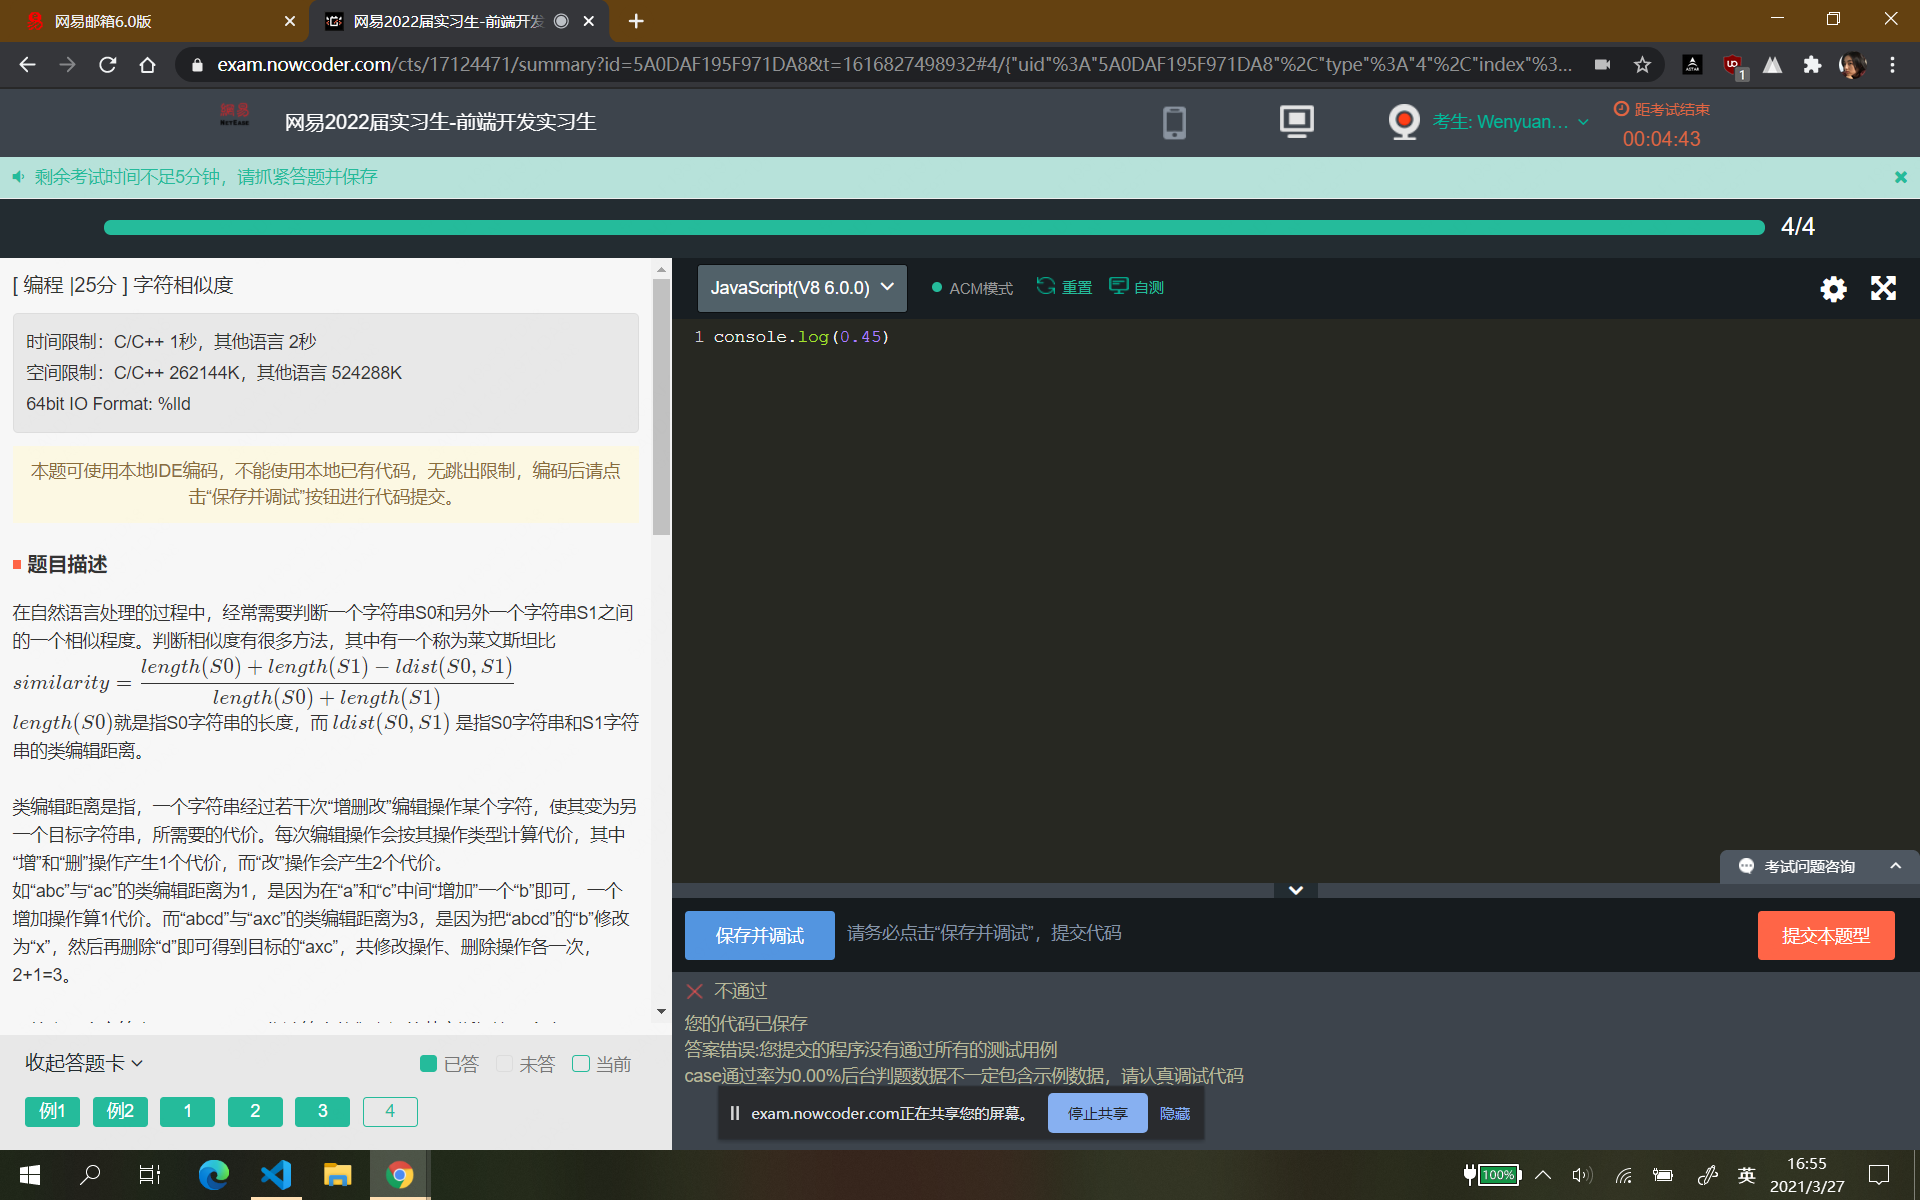 网易邮箱6.0版
网易2022届实习生-前端开发
exam.nowcoder.com/cts/17124471/summary?id=5A0DAF195F971DA8&t=1616827498932#4/{"uid"%3A"5A0DAF195F971DA8"%2C"type"%3A"4"%2C"index"%3...
1
网易
NetEase
网易2022届实习生-前端开发实习生
考生: Wenyuan...
距考试结束
00:04:43
剩余考试时间不足5分钟，请抓紧答题并保存
4/4
[ 编程 |25分 ] 字符相似度
时间限制：C/C++ 1秒，其他语言 2秒
空间限制：C/C++ 262144K，其他语言 524288K
64bit IO Format: %lld
本题可使用本地IDE编码，不能使用本地已有代码，无跳出限制，编码后请点
击“保存并调试”按钮进行代码提交。
题目描述
在自然语言处理的过程中，经常需要判断一个字符串S0和另外一个字符串S1之间
的一个相似程度。判断相似度有很多方法，其中有一个称为莱文斯坦比
similarity = length(S0) + length(S1) − ldist(S0, S1)
length(S0) + length(S1)
length(S0)就是指S0字符串的长度，而 ldist(S0, S1) 是指S0字符串和S1字符
串的类编辑距离。
类编辑距离是指，一个字符串经过若干次“增删改”编辑操作某个字符，使其变为另
一个目标字符串，所需要的代价。每次编辑操作会按其操作类型计算代价，其中
“增”和“删”操作产生1个代价，而“改”操作会产生2个代价。
如“abc”与“ac”的类编辑距离为1，是因为在“a”和“c”中间“增加”一个“b”即可，一个
增加操作算1代价。而“abcd”与“axc”的类编辑距离为3，是因为把“abcd”的“b”修改
为“x”，然后再删除“d”即可得到目标的“axc”，共修改操作、删除操作各一次，
2+1=3。
收起答题卡
已答
未答
当前
例1
例2
1
2
3
4
JavaScript(V8 6.0.0)
ACM模式
重置
自测
1 console.log(0.45)
考试问题咨询
保存并调试
请务必点击“保存并调试”，提交代码
提交本题型
不通过
您的代码已保存
答案错误:您提交的程序没有通过所有的测试用例
case通过率为0.00%后台判题数据不一定包含示例数据，请认真调试代码
exam.nowcoder.com正在共享您的屏幕。
停止共享
隐藏
100%
英
16:55
2021/3/27